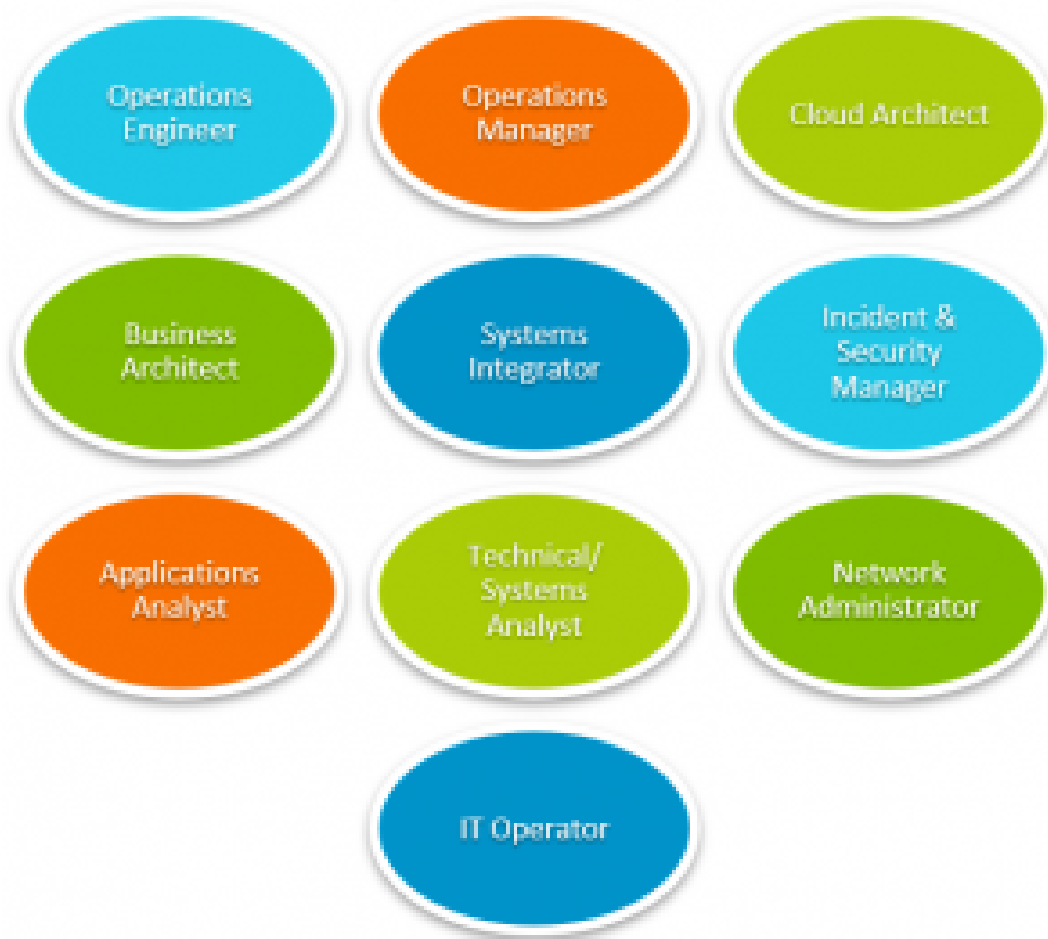 Operations
Engineer
Operations
Manager
Cloud Architect
Business
Architect
Systems
Integrator
Incident &
Security
Manager
Applications
Analyst
Technical/
Systems
Analyst
Network
Administrator
IT Operator